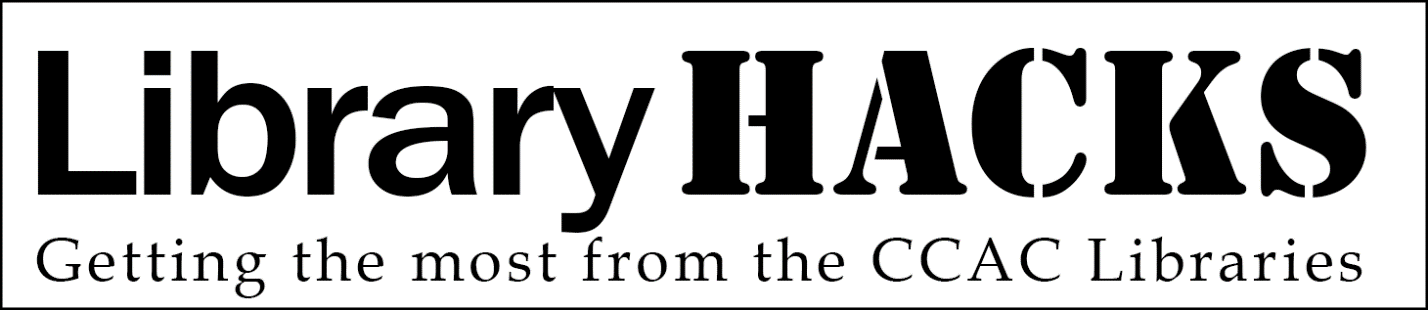 Library HACKS
Getting the most from the CCAC Libraries